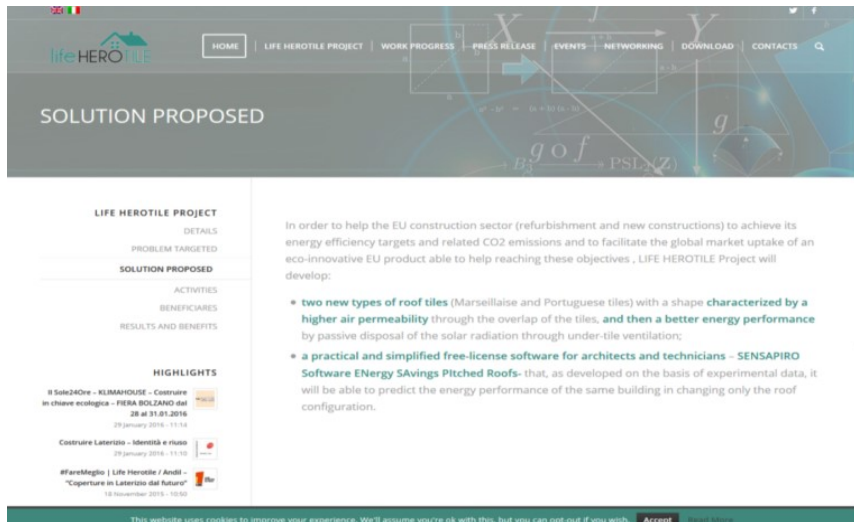 life HEROTILE
HOME
LIFE HEROTILE PROJECT
WORK PROGRESS
PRESS RELEASE
EVENTS
NETWORKING
DOWNLOAD
CONTACTS
X
Y
g
g o f
PSL₂(Z)
SOLUTION PROPOSED
LIFE HEROTILE PROJECT
DETAILS
PROBLEM TARGETED
SOLUTION PROPOSED
ACTIVITIES
BENEFICIARES
RESULTS AND BENEFITS
HIGHLIGHTS
Il Sole24Ore – KLIMAHOUSE – Costruire
in chiave ecologica – FIERA BOLZANO dal
28 al 31.01.2016
29 January 2016 - 11:14
Costruire Laterizio – Identità e riuso
29 January 2016 - 11:10
#FareMeglio | Life Herotile / Andil –
"Coperture in Laterizio dal futuro"
18 November 2015 - 10:50
In order to help the EU construction sector (refurbishment and new constructions) to achieve its
energy efficiency targets and related CO2 emissions and to facilitate the global market uptake of an
eco-innovative EU product able to help reaching these objectives , LIFE HEROTILE Project will
develop:
two new types of roof tiles (Marseillaise and Portuguese tiles) with a shape characterized by a
higher air permeability through the overlap of the tiles, and then a better energy performance
by passive disposal of the solar radiation through under-tile ventilation;
a practical and simplified free-license software for architects and technicians – SENSAPIRO
Software ENergy SAvings PItched Roofs- that, as developed on the basis of experimental data, it
will be able to predict the energy performance of the same building in changing only the roof
configuration.
This website uses cookies to improve your experience. We'll assume you're ok with this, but you can opt-out if you wish. Accept Read More